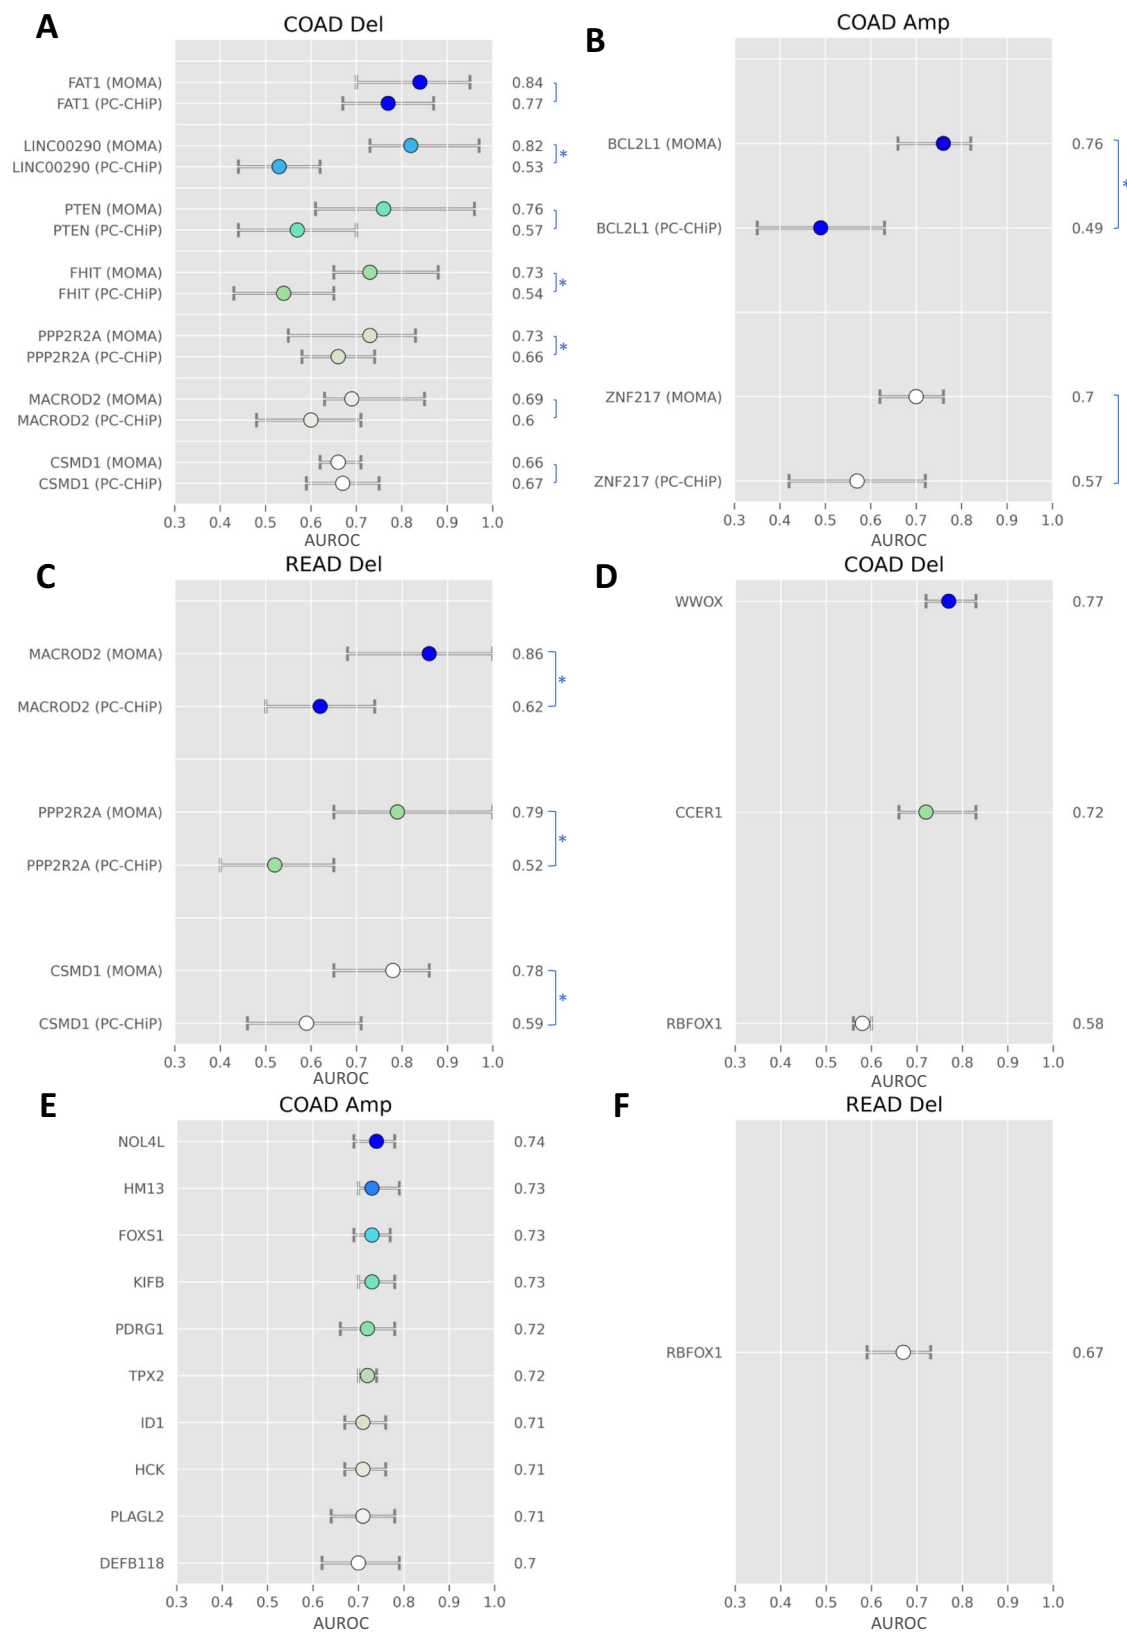 A
COAD Del
FAT1 (MOMA) 0.84
FAT1 (PC-CHiP) 0.77
LINC00290 (MOMA) 0.82
*
LINC00290 (PC-CHiP) 0.53
PTEN (MOMA) 0.76
PTEN (PC-CHiP) 0.57
FHIT (MOMA) 0.73
*
FHIT (PC-CHiP) 0.54
PPP2R2A (MOMA) 0.73
*
PPP2R2A (PC-CHiP) 0.66
MACROD2 (MOMA) 0.69
MACROD2 (PC-CHiP) 0.6
CSMD1 (MOMA) 0.66
CSMD1 (PC-CHiP) 0.67
0.3 0.4 0.5 0.6 0.7 0.8 0.9 1.0
AUROC
B
COAD Amp
BCL2L1 (MOMA) 0.76
*
BCL2L1 (PC-CHiP) 0.49
ZNF217 (MOMA) 0.7
ZNF217 (PC-CHiP) 0.57
0.3 0.4 0.5 0.6 0.7 0.8 0.9 1.0
AUROC
C
READ Del
MACROD2 (MOMA) 0.86
*
MACROD2 (PC-CHiP) 0.62
PPP2R2A (MOMA) 0.79
*
PPP2R2A (PC-CHiP) 0.52
CSMD1 (MOMA) 0.78
*
CSMD1 (PC-CHiP) 0.59
0.3 0.4 0.5 0.6 0.7 0.8 0.9 1.0
AUROC
D
COAD Del
WWOX 0.77
CCER1 0.72
RBFOX1 0.58
0.3 0.4 0.5 0.6 0.7 0.8 0.9 1.0
AUROC
E
COAD Amp
NOL4L 0.74
HM13 0.73
FOXS1 0.73
KIFB 0.73
PDRG1 0.72
TPX2 0.72
ID1 0.71
HCK 0.71
PLAGL2 0.71
DEFB118 0.7
0.3 0.4 0.5 0.6 0.7 0.8 0.9 1.0
AUROC
F
READ Del
RBFOX1 0.67
0.3 0.4 0.5 0.6 0.7 0.8 0.9 1.0
AUROC